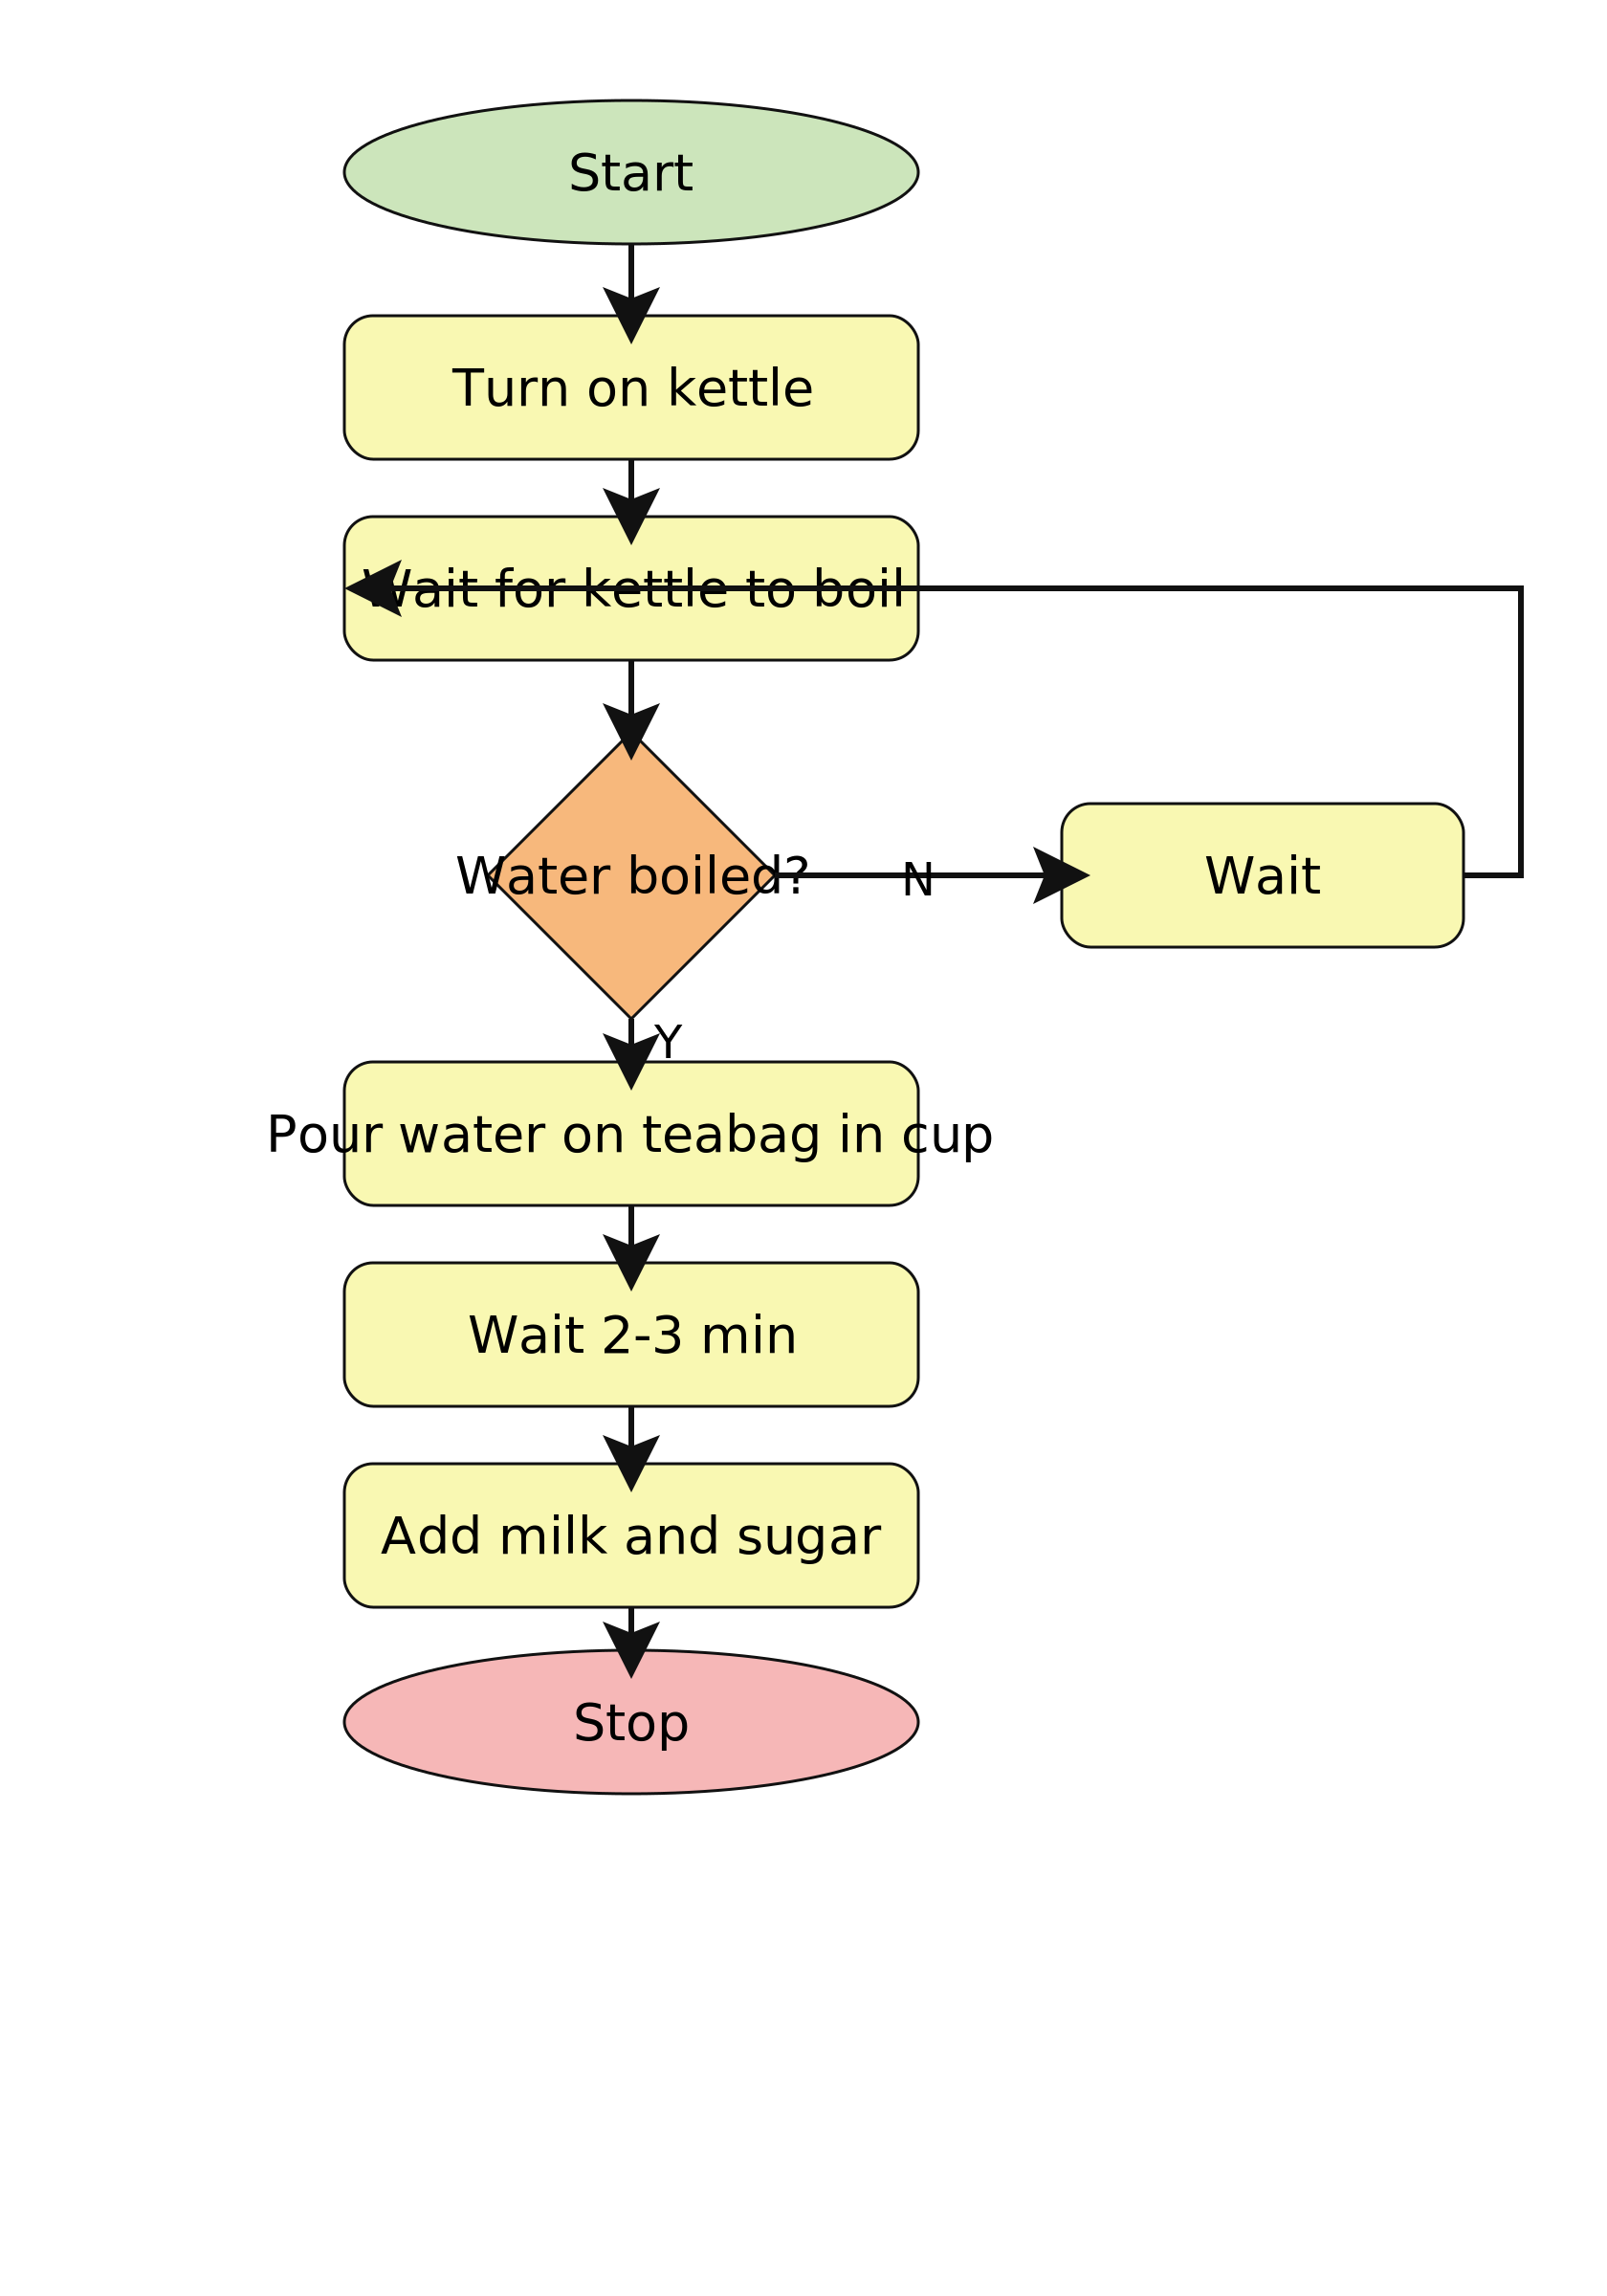 Start
Turn on kettle
Wait for kettle to boil
Water boiled?
N
Wait
Y
Pour water on teabag in cup
Wait 2-3 min
Add milk and sugar
Stop